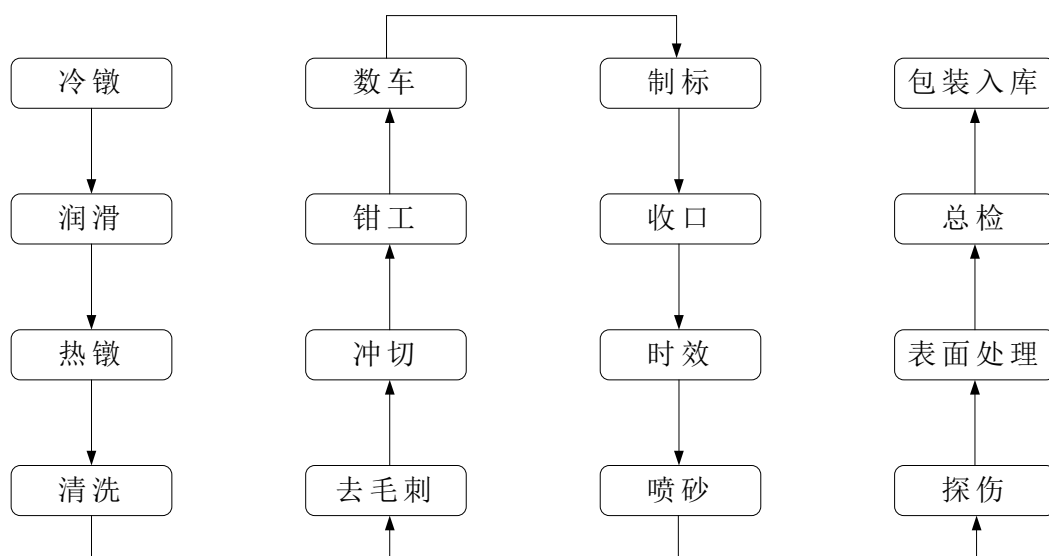 冷镦
润滑
热镦
清洗
去毛刺
冲切
钳工
数车
制标
收口
时效
喷砂
探伤
表面处理
总检
包装入库